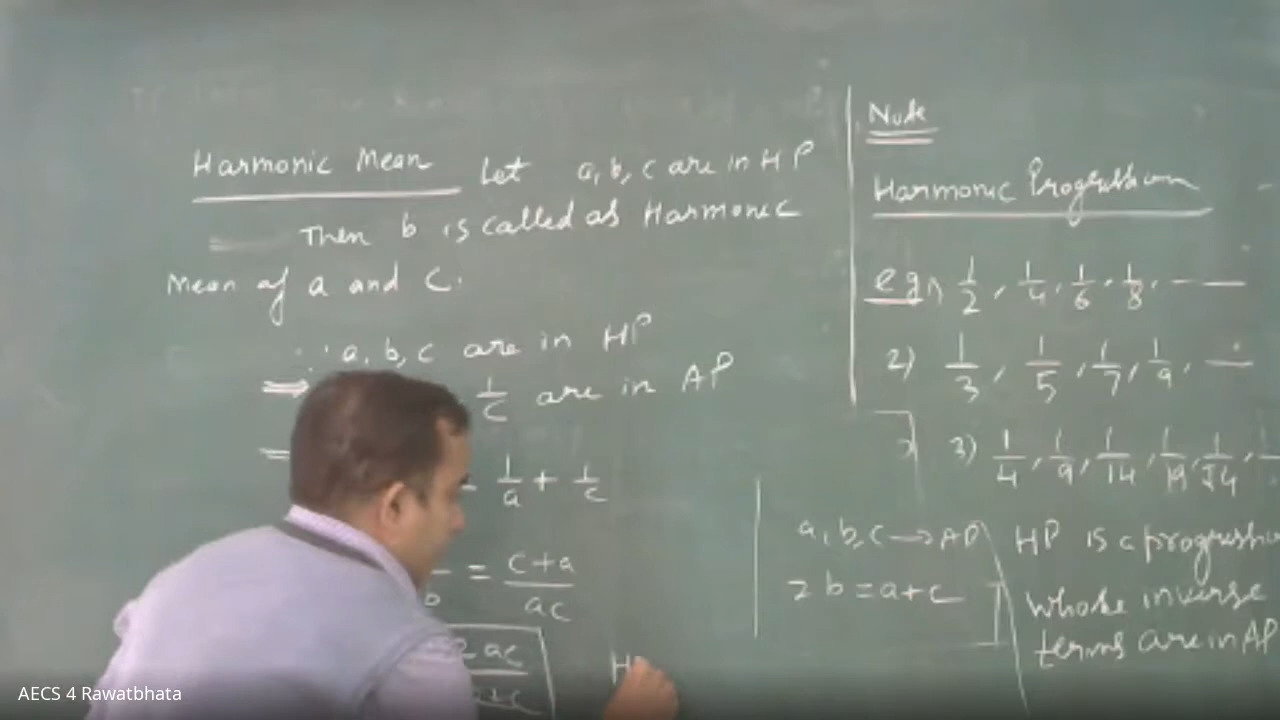 Harmonic Mean Let a, b, c are in HP
Then b is called as Harmonic
Mean of a and c.
∵ a, b, c are in HP
⇒ 1/c are in AP
= 1/a + 1/c
b = c+a/ac
2ac
Note
Harmonic Progression
eg 1) 1/2, 1/4, 1/6, 1/8, ——
2) 1/3, 1/5, 1/7, 1/9, ——
3) 1/4, 1/9, 1/14, 1/19, 1/24,
a, b, c → AP
2b = a+c
HP is a progression
whose inverse
terms are in AP
AECS 4 Rawatbhata